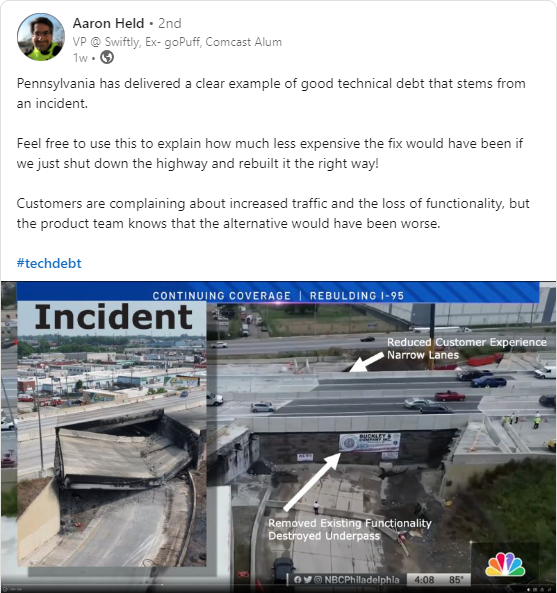 Aaron Held • 2nd
VP @ Swiftly, Ex- goPuff, Comcast Alum
1w •
Pennsylvania has delivered a clear example of good technical debt that stems from
an incident.
Feel free to use this to explain how much less expensive the fix would have been if
we just shut down the highway and rebuilt it the right way!
Customers are complaining about increased traffic and the loss of functionality, but
the product team knows that the alternative would have been worse.
#techdebt
CONTINUING COVERAGE | REBULDING I-95
Incident
Reduced Customer Experience
Narrow Lanes
BUCKLEY &
Removed Existing Functionality
Destroyed Underpass
NBCPhiladelphia 4:08 85°